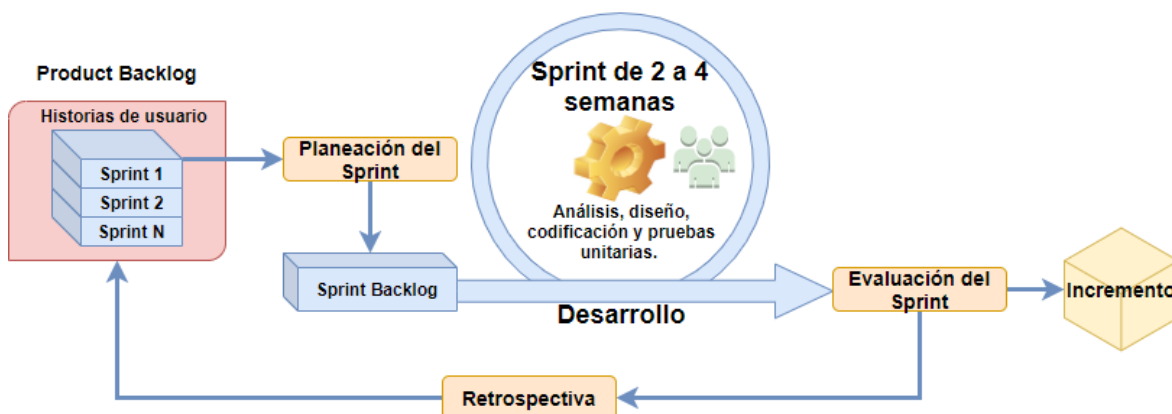 Product Backlog
Historias de usuario
Sprint 1
Sprint 2
Sprint N
Planeación del
Sprint
Sprint Backlog
Sprint de 2 a 4
semanas
Análisis, diseño,
codificación y pruebas
unitarias.
Desarrollo
Evaluación del
Sprint
Incremento
Retrospectiva